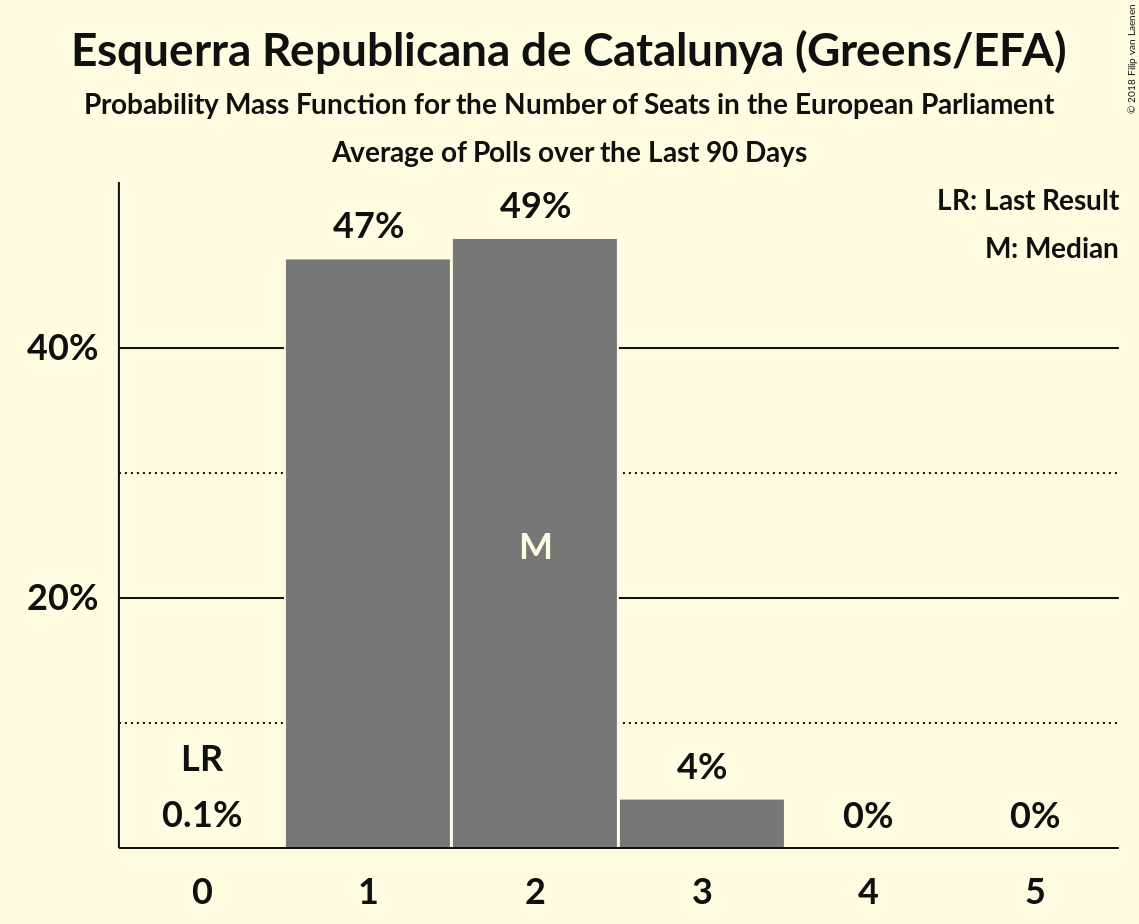 Esquerra Republicana de Catalunya (Greens/EFA)
Probability Mass Function for the Number of Seats in the European Parliament
Average of Polls over the Last 90 Days
© 2018 Filip van Laenen
LR: Last Result
M: Median
47%
49%
40%
M
20%
LR
0.1%
4%
0%
0%
0
1
2
3
4
5